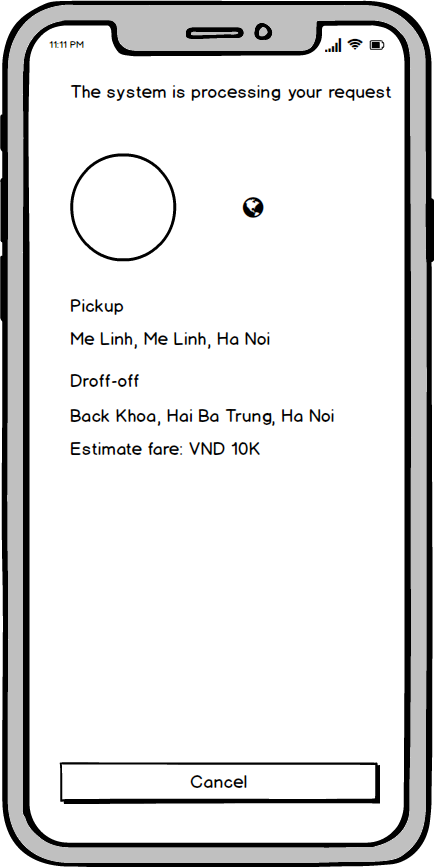 11:11 PM
The system is processing your request
Pickup
Me Linh, Me Linh, Ha Noi
Droff-off
Back Khoa, Hai Ba Trung, Ha Noi
Estimate fare: VND 10K
Cancel